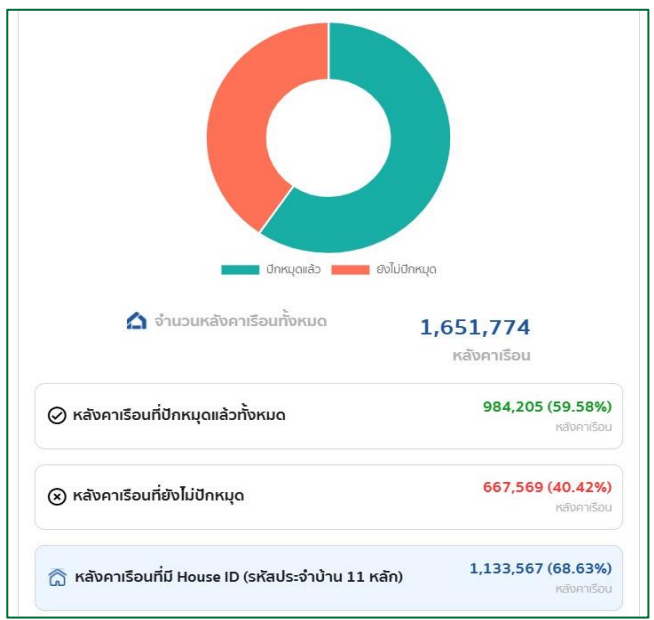 ปักหมุดแล้ว ยังไม่ปักหมุด
จำนวนหลังคาเรือนทั้งหมด 1,651,774
หลังคาเรือน
หลังคาเรือนที่ปักหมุดแล้วทั้งหมด 984,205 (59.58%)
หลังคาเรือน
หลังคาเรือนที่ยังไม่ปักหมุด 667,569 (40.42%)
หลังคาเรือน
หลังคาเรือนที่มี House ID (รหัสประจำบ้าน 11 หลัก) 1,133,567 (68.63%)
หลังคาเรือน